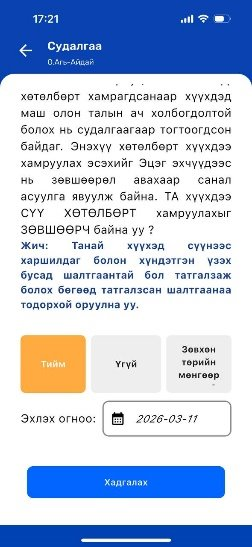 17:21
Судалгаа
О.Агь-Айдай
хөтөлбөрт хамрагдсанаар хүүхдэд
маш олон талын ач холбогдолтой
болох нь судалгаагаар тогтоогдсон
байдаг. Энэхүү хөтөлбөрт хүүхдээ
хамруулах эсэхийг Эцэг эхчүүдээс
нь зөвшөөрөл авахаар санал
асуулга явуулж байна. ТА хүүхдээ
СҮҮ ХӨТӨЛБӨРТ хамруулахыг
ЗӨВШӨӨРЧ байна уу ?
Жич: Танай хүүхэд сүүнээс
харшилдаг болон хүндэтгэн үзэх
бусад шалтгаантай бол татгалзаж
болох бөгөөд татгалзсан шалтгаанаа
тодорхой оруулна уу.
Тийм
Үгүй
Зөвхөн
төрийн
мөнгөөр
Эхлэх огноо:
2026-03-11
Хадгалах